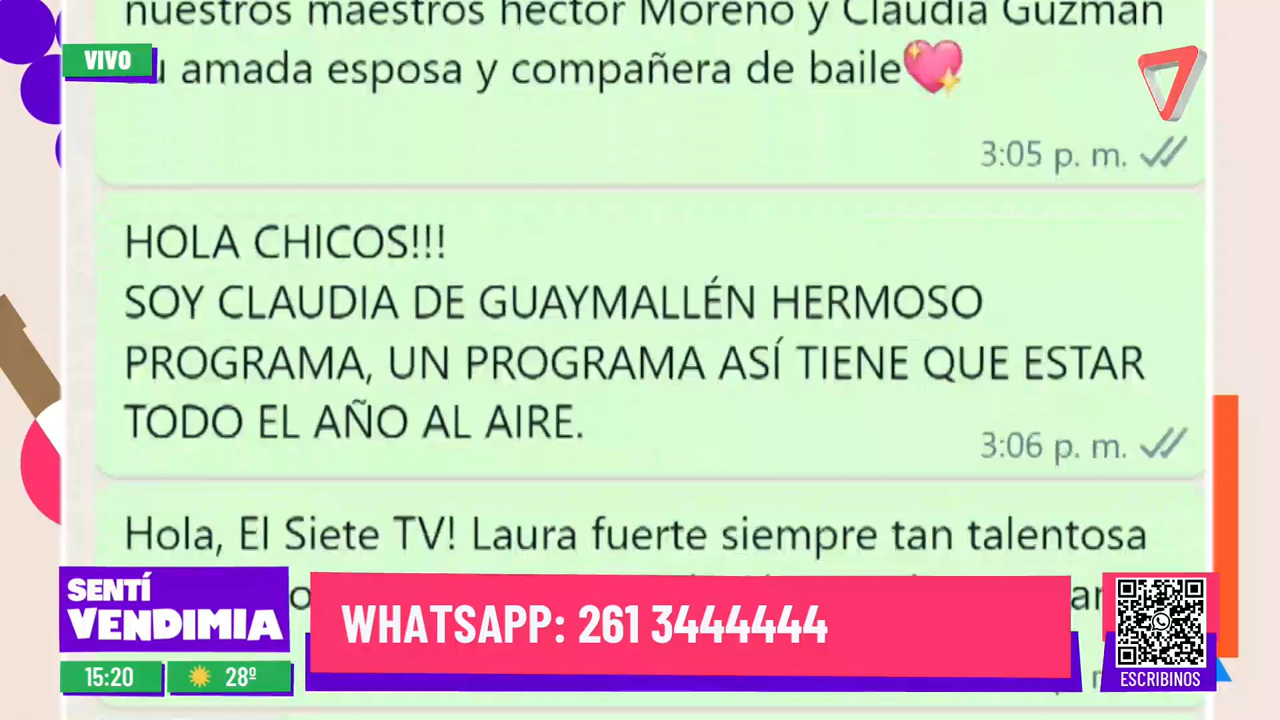 nuestros maestros hector Moreno y Claudia Guzmán
amada esposa y compañera de baile💖
3:05 p. m.
HOLA CHICOS!!!
SOY CLAUDIA DE GUAYMALLÉN HERMOSO
PROGRAMA, UN PROGRAMA ASÍ TIENE QUE ESTAR
TODO EL AÑO AL AIRE.
3:06 p. m.
Hola, El Siete TV! Laura fuerte siempre tan talentosa
VIVO
SENTÍ
VENDIMIA
WHATSAPP: 261 3444444
15:20
28º
ESCRIBINOS